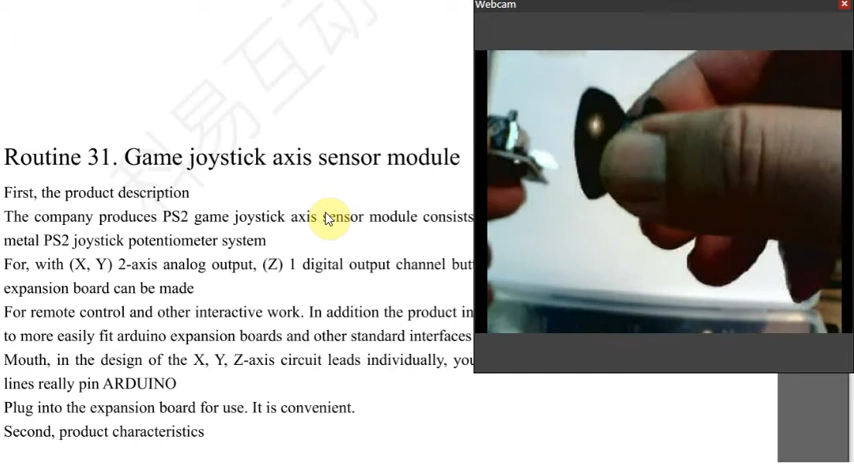 Webcam
科易互动
Routine 31. Game joystick axis sensor module
First, the product description
The company produces PS2 game joystick axis sensor module consists
metal PS2 joystick potentiometer system
For, with (X, Y) 2-axis analog output, (Z) 1 digital output channel but
expansion board can be made
For remote control and other interactive work. In addition the product in
to more easily fit arduino expansion boards and other standard interfaces
Mouth, in the design of the X, Y, Z-axis circuit leads individually, you
lines really pin ARDUINO
Plug into the expansion board for use. It is convenient.
Second, product characteristics